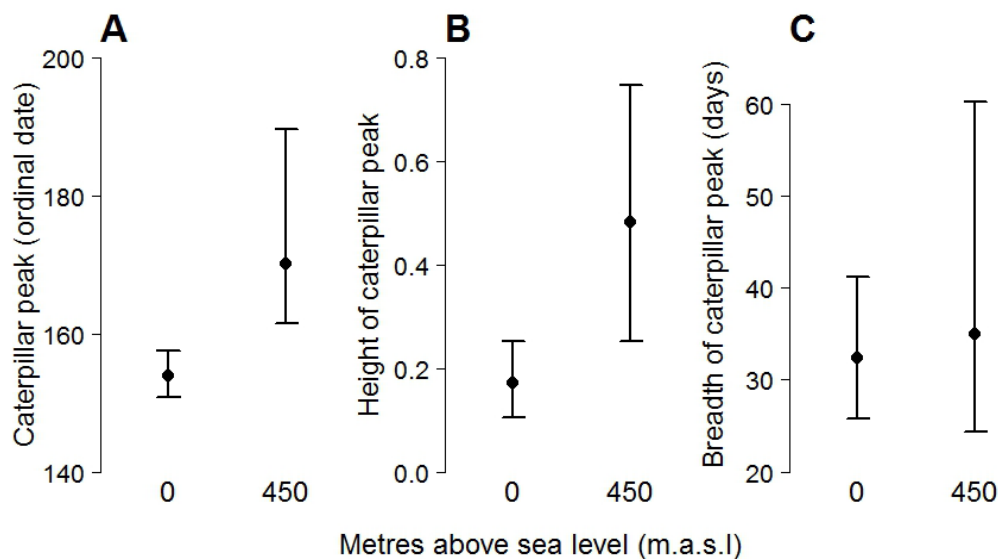 A
Caterpillar peak (ordinal date)
200
180
160
140
0 450
B
Height of caterpillar peak
0.8
0.6
0.4
0.2
0.0
0 450
C
Breadth of caterpillar peak (days)
60
50
40
30
20
0 450
Metres above sea level (m.a.s.l)